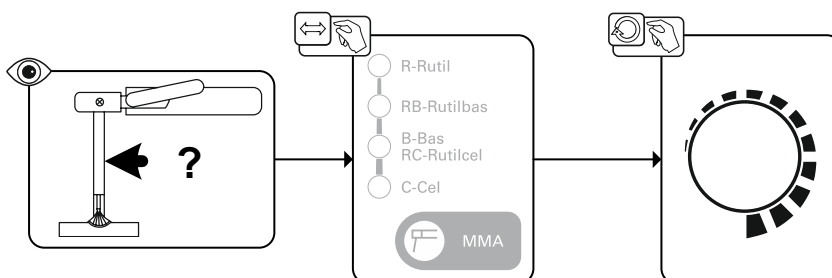 ?
R-Rutil
RB-Rutilbas
B-Bas
RC-Rutilcel
C-Cel
MMA